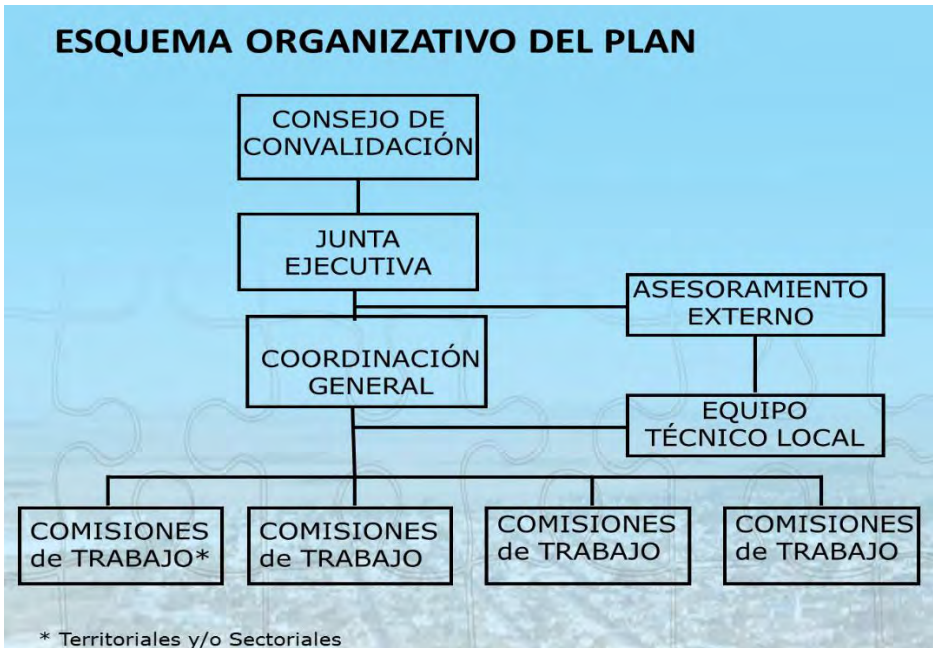 ESQUEMA ORGANIZATIVO DEL PLAN
CONSEJO DE
CONVALIDACIÓN
JUNTA
EJECUTIVA
ASESORAMIENTO
EXTERNO
COORDINACIÓN
GENERAL
EQUIPO
TÉCNICO LOCAL
COMISIONES
de TRABAJO*
COMISIONES
de TRABAJO
COMISIONES
de TRABAJO
COMISIONES
de TRABAJO
* Territoriales y/o Sectoriales